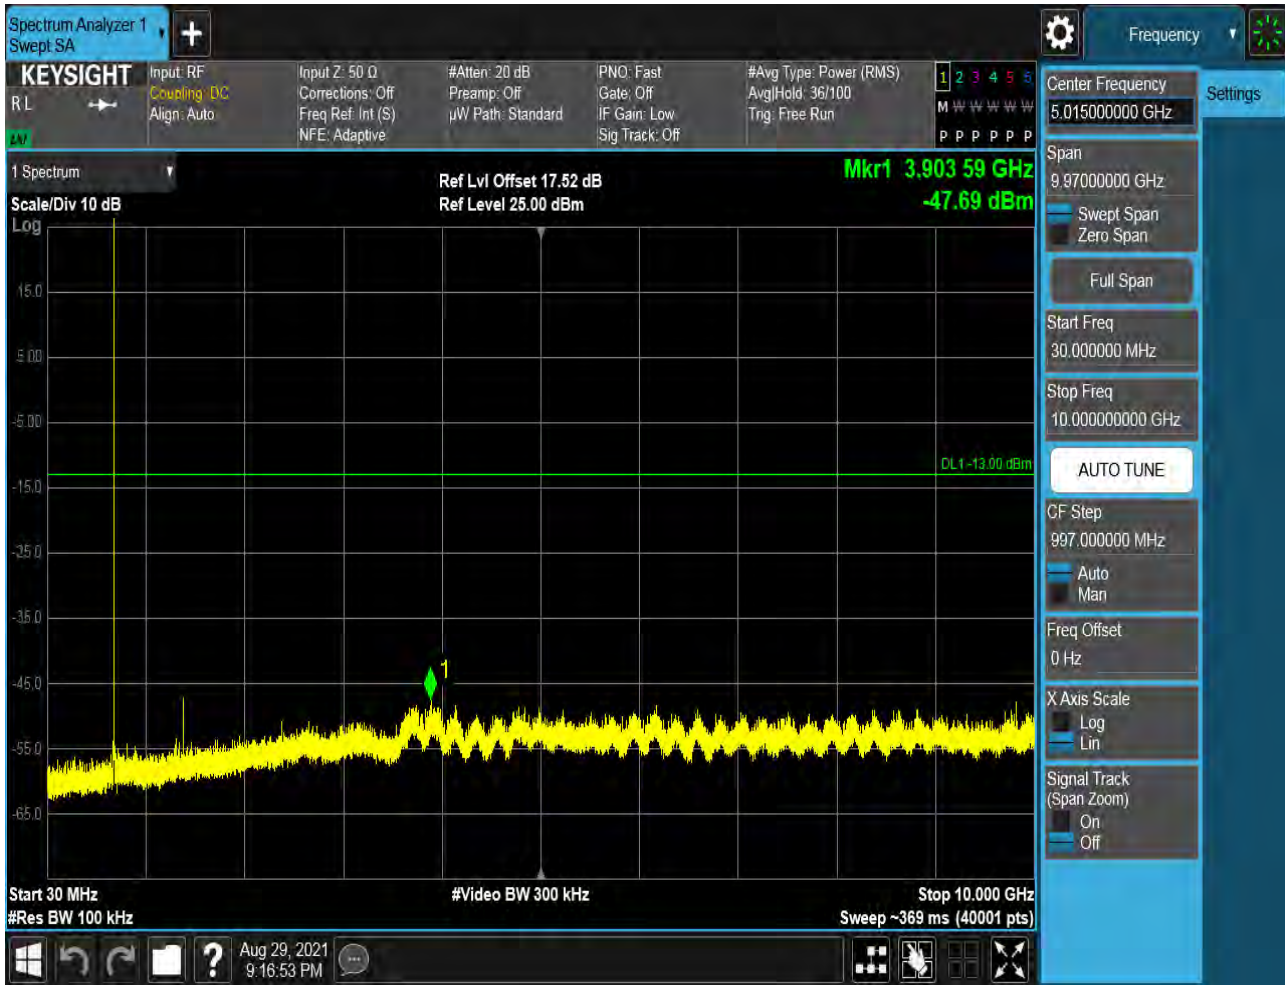 Spectrum Analyzer 1
Swept SA
Frequency
KEYSIGHT
R L
Input: RF
Coupling: DC
Align: Auto
Input Z: 50 Ω
Corrections: Off
Freq Ref: Int (S)
NFE: Adaptive
#Atten: 20 dB
Preamp: Off
µW Path: Standard
PNO: Fast
Gate: Off
IF Gain: Low
Sig Track: Off
#Avg Type: Power (RMS)
Avg|Hold: 36/100
Trig: Free Run
1 2 3 4 5 6
M W W W W W
P P P P P P
1 Spectrum
Scale/Div 10 dB
Log
Ref Lvl Offset 17.52 dB
Ref Level 25.00 dBm
Mkr1 3.903 59 GHz
-47.69 dBm
15.0
5.00
-5.00
DL1 -13.00 dBm
-15.0
-25.0
-35.0
1
-45.0
-55.0
-65.0
Start 30 MHz
#Video BW 300 kHz
Stop 10.000 GHz
#Res BW 100 kHz
Sweep ~369 ms (40001 pts)
Center Frequency
5.015000000 GHz
Settings
Span
9.97000000 GHz
Swept Span
Zero Span
Full Span
Start Freq
30.000000 MHz
Stop Freq
10.000000000 GHz
AUTO TUNE
CF Step
997.000000 MHz
Auto
Man
Freq Offset
0 Hz
X Axis Scale
Log
Lin
Signal Track
(Span Zoom)
On
Off
?
Aug 29, 2021
9:16:53 PM